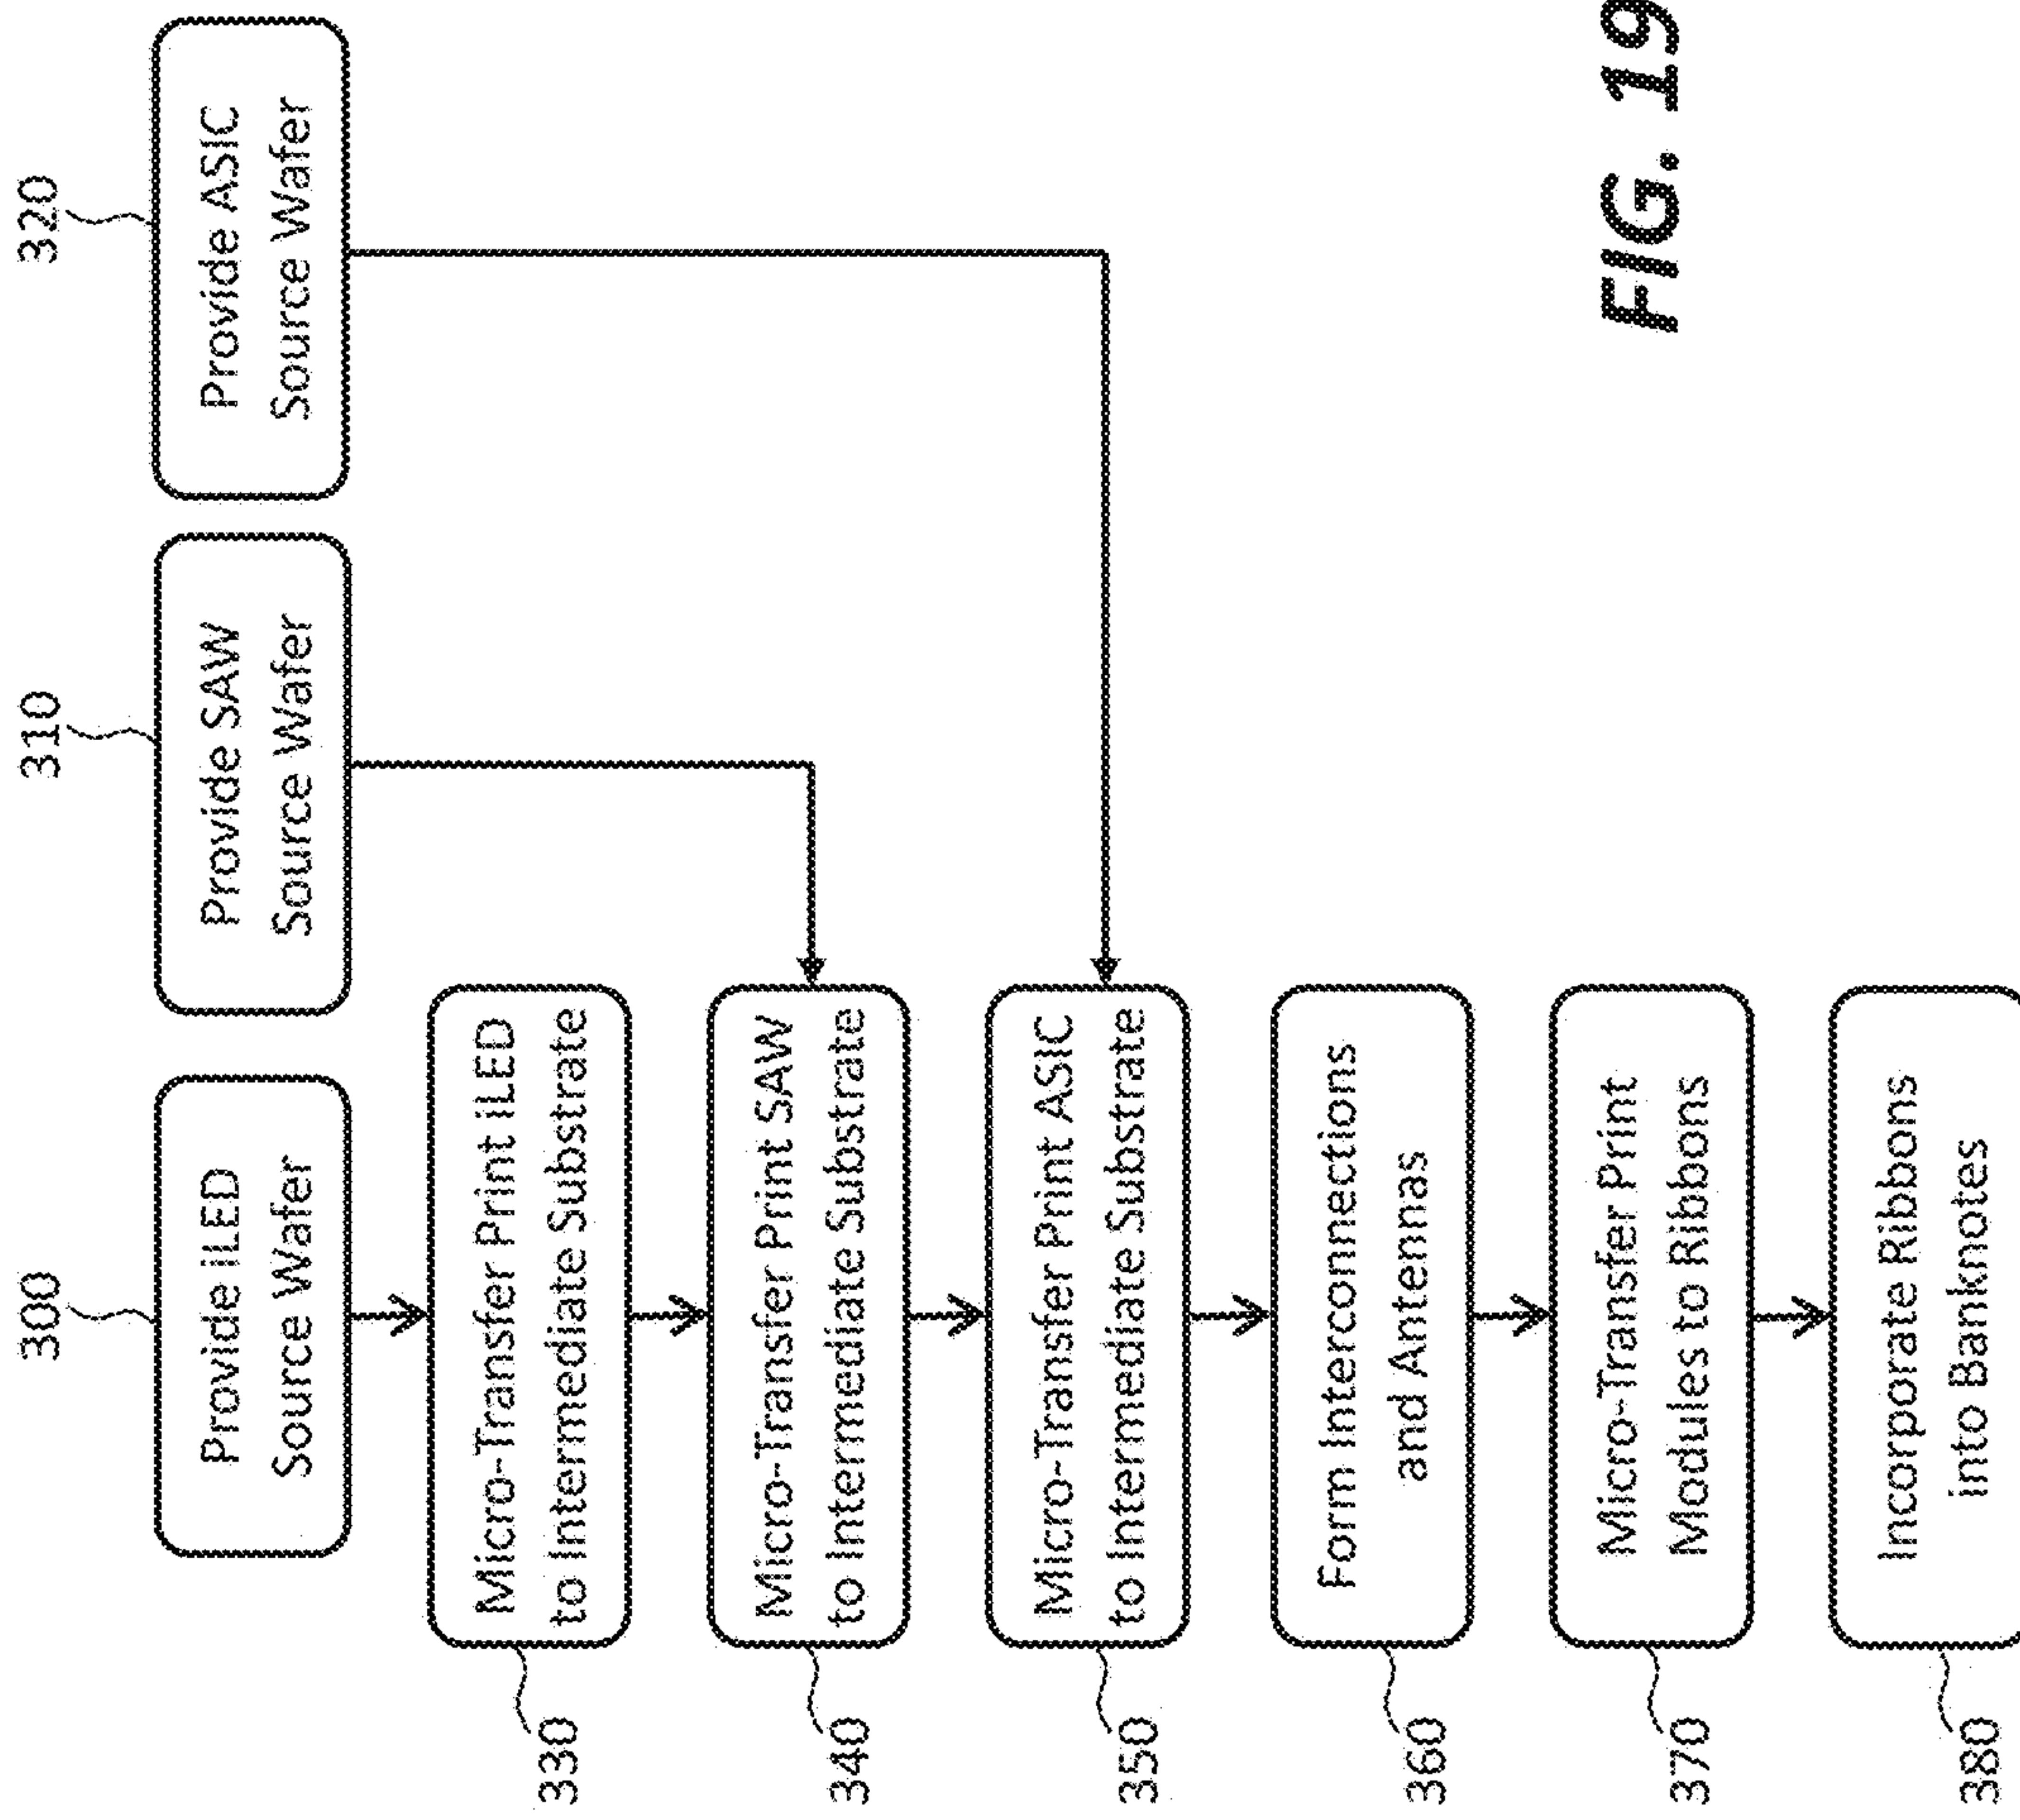 300
Provide iLED
Source Wafer
310
Provide SAW
Source Wafer
320
Provide ASIC
Source Wafer
330
Micro-Transfer Print iLED
to Intermediate Substrate
340
Micro-Transfer Print SAW
to Intermediate Substrate
350
Micro-Transfer Print ASIC
to Intermediate Substrate
360
Form Interconnections
and Antennas
370
Micro-Transfer Print
Modules to Ribbons
380
Incorporate Ribbons
into Banknotes
FIG. 19